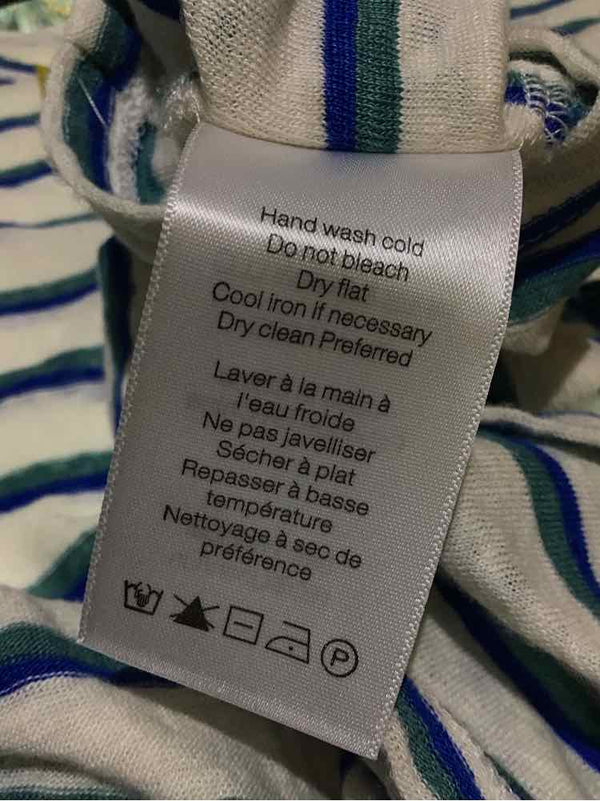 Hand wash cold
Do not bleach
Dry flat
Cool iron if necessary
Dry clean Preferred
Laver à la main à
l'eau froide
Ne pas javelliser
Sécher à plat
Repasser à basse
température
Nettoyage à sec de
préférence
P